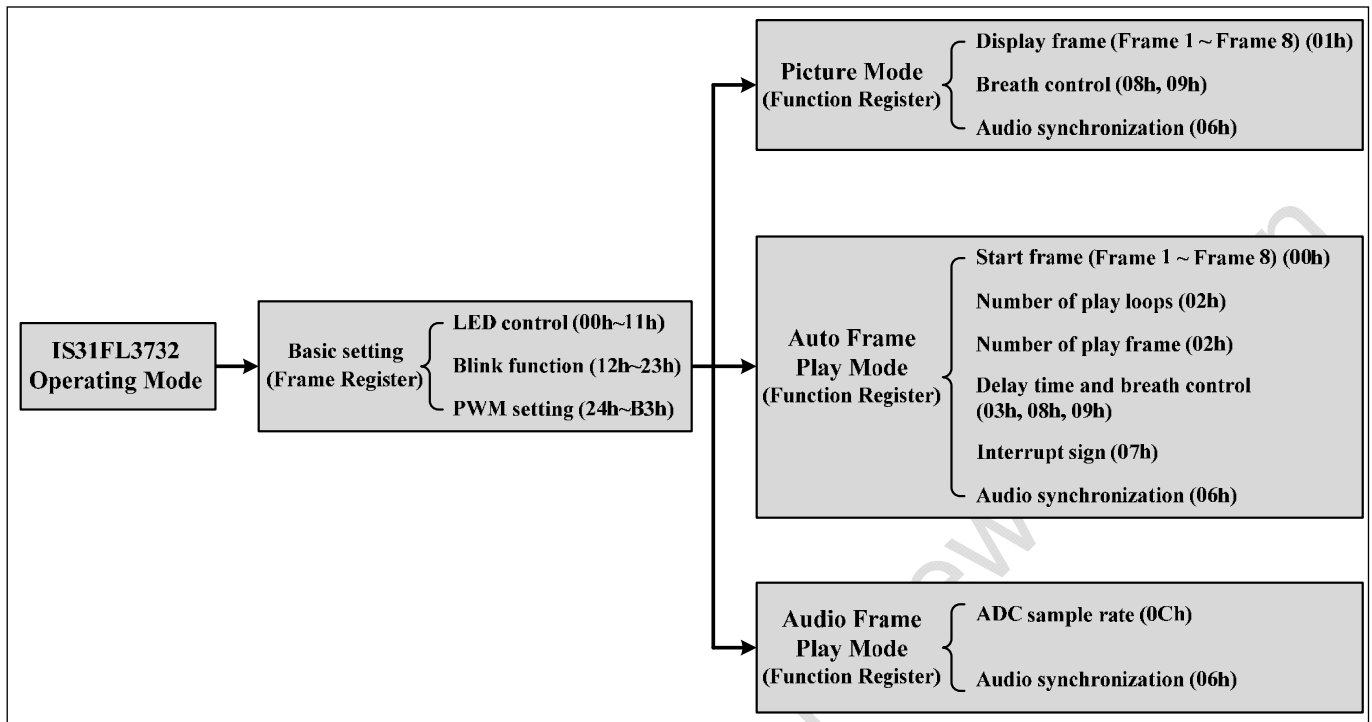 IS31FL3732
Operating Mode
Basic setting
(Frame Register)
LED control (00h~11h)
Blink function (12h~23h)
PWM setting (24h~B3h)
Picture Mode
(Function Register)
Display frame (Frame 1 ~ Frame 8) (01h)
Breath control (08h, 09h)
Audio synchronization (06h)
Auto Frame
Play Mode
(Function Register)
Start frame (Frame 1 ~ Frame 8) (00h)
Number of play loops (02h)
Number of play frame (02h)
Delay time and breath control
(03h, 08h, 09h)
Interrupt sign (07h)
Audio synchronization (06h)
Audio Frame
Play Mode
(Function Register)
ADC sample rate (0Ch)
Audio synchronization (06h)